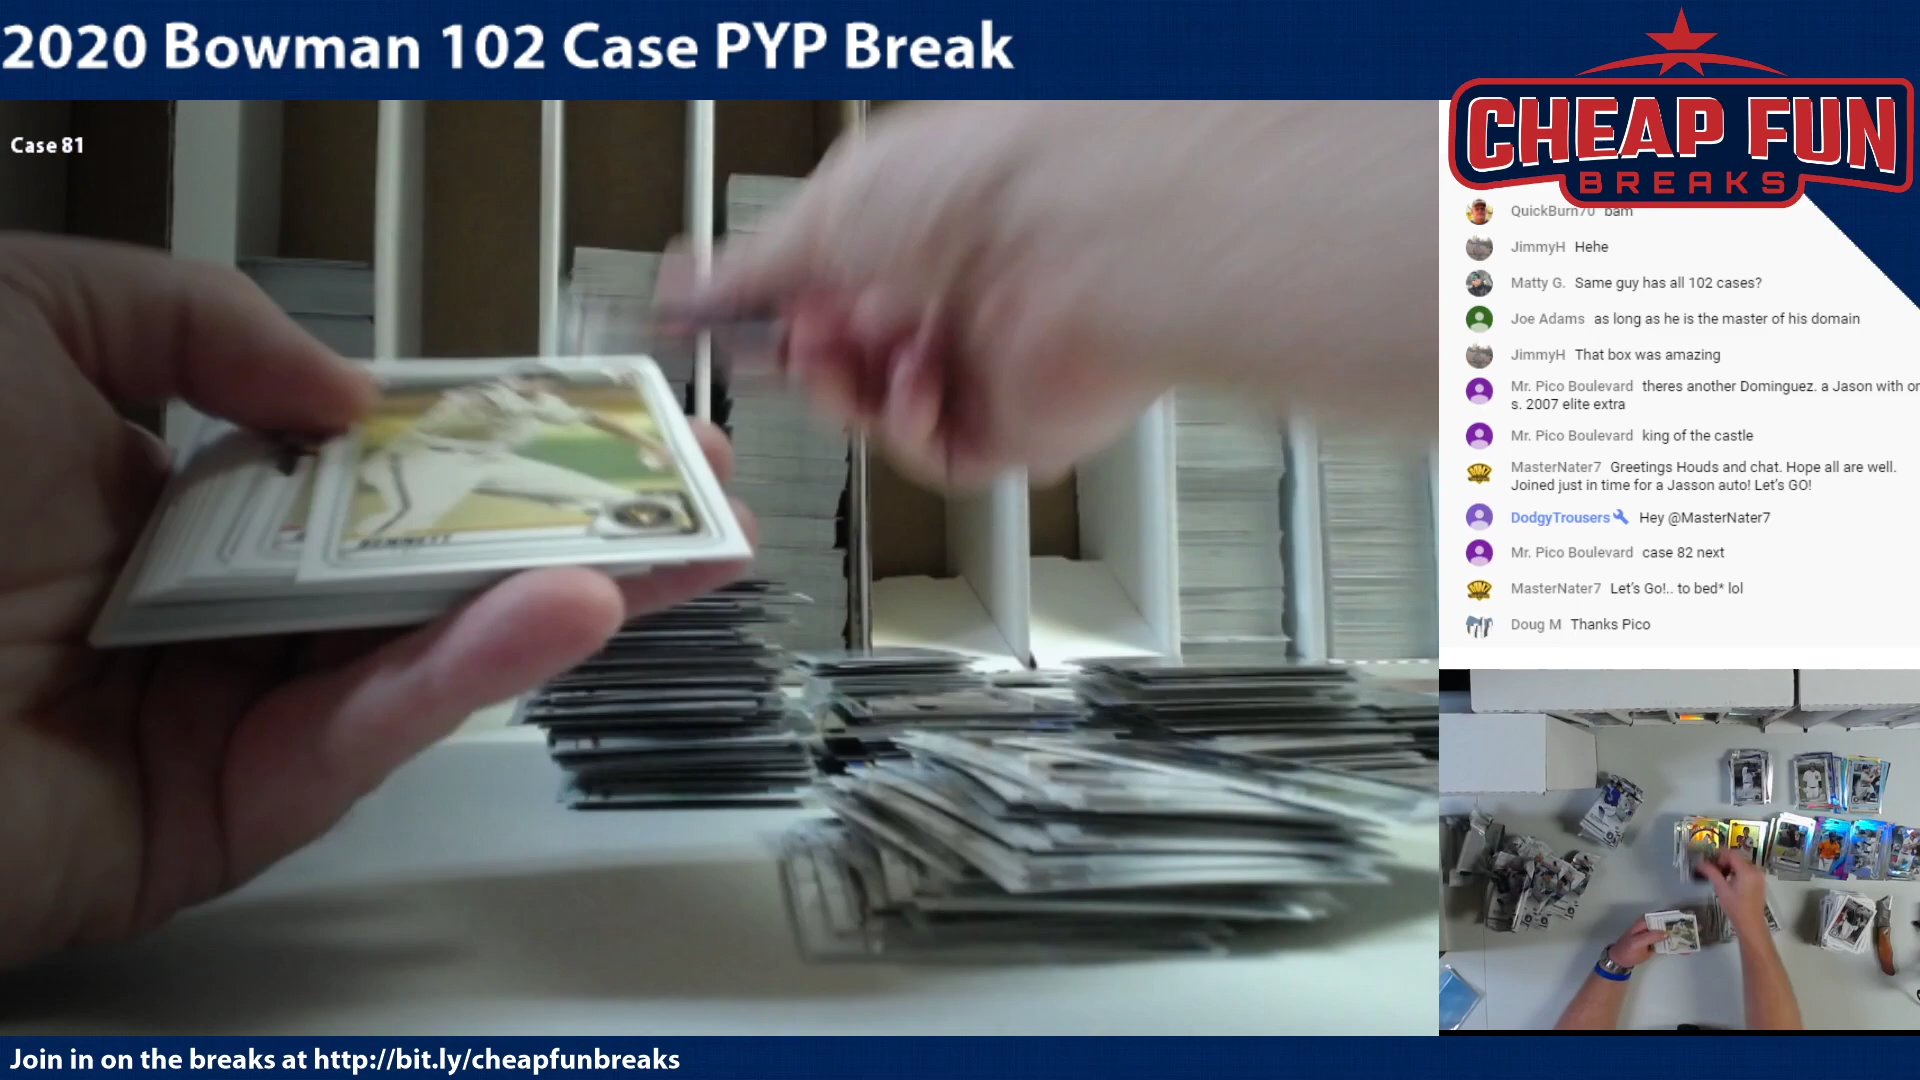 2020 Bowman 102 Case PYP Break
Case 81
CHEAP FUN
BREAKS
QuickBurn70 bam
JimmyH Hehe
Matty G. Same guy has all 102 cases?
Joe Adams as long as he is the master of his domain
JimmyH That box was amazing
Mr. Pico Boulevard theres another Dominguez. a Jason with
s. 2007 elite extra
Mr. Pico Boulevard king of the castle
MasterNater7 Greetings Houds and chat. Hope all are well.
Joined just in time for a Jasson auto! Let's GO!
DodgyTrousers Hey @MasterNater7
Mr. Pico Boulevard case 82 next
MasterNater7 Let's Go!.. to bed* lol
Doug M Thanks Pico
BENNETT
Join in on the breaks at http://bit.ly/cheapfunbreaks